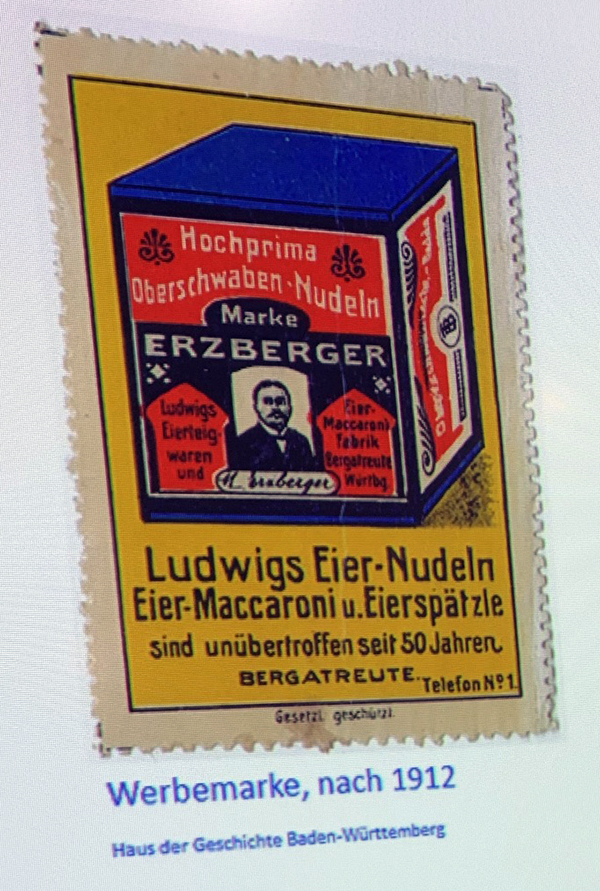 Hochprima
Oberschwaben-Nudeln
Marke
ERZBERGER
Ludwigs
Eierteig-
waren
und
Eier-
Maccaroni
Fabrik
Bergatreute
Württbg.
M. Erzberger
Ludwigs Eier-Nudeln
Eier-Maccaroni u. Eierspätzle
sind unübertroffen seit 50 Jahren
BERGATREUTE. Telefon No 1.
Gesetzl. geschützt.
Werbemarke, nach 1912
Haus der Geschichte Baden-Württemberg